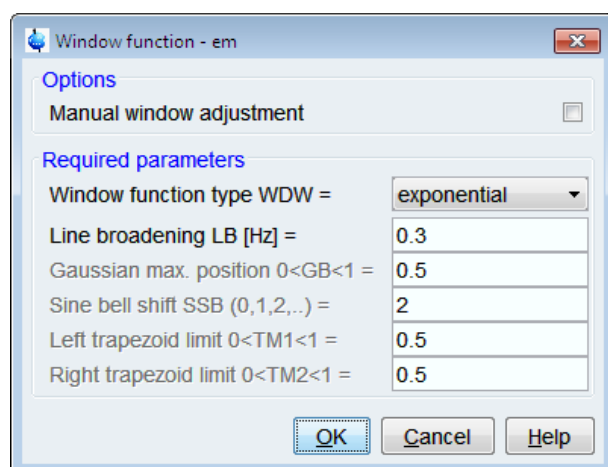 Window function - em
Options
Manual window adjustment
Required parameters
Window function type WDW = exponential
Line broadening LB [Hz] = 0.3
Gaussian max. position 0<GB<1 = 0.5
Sine bell shift SSB (0,1,2,..) = 2
Left trapezoid limit 0<TM1<1 = 0.5
Right trapezoid limit 0<TM2<1 = 0.5
OK Cancel Help